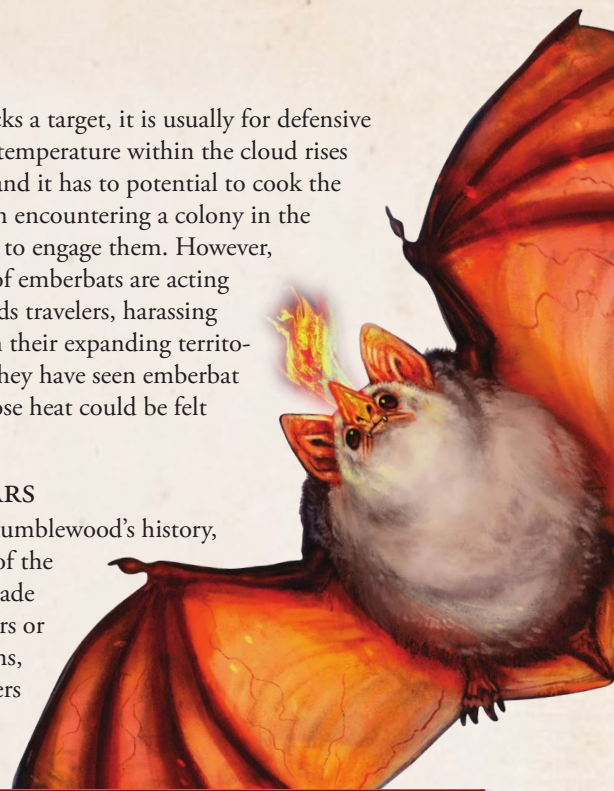 cks a target, it is usually for defensive
temperature within the cloud rises
and it has to potential to cook the
n encountering a colony in the
to engage them. However,
of emberbats are acting
ds travelers, harassing
n their expanding territo-
hey have seen emberbat
ose heat could be felt
ARS
umblewood’s history,
of the
ade
rs or
ns,
ers